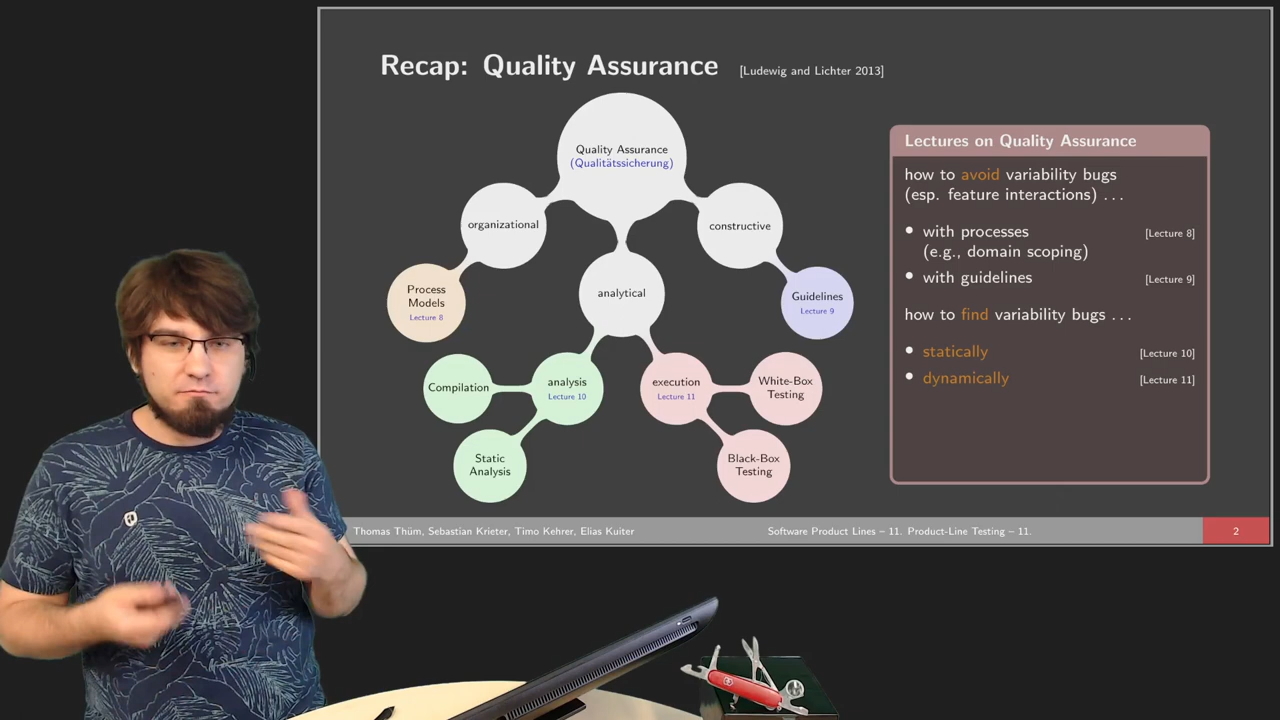 Recap: Quality Assurance [Ludewig and Lichter 2013]
Quality Assurance
(Qualitätssicherung)
organizational
constructive
analytical
Process
Models
Lecture 8
Guidelines
Lecture 9
Compilation
analysis
Lecture 10
execution
Lecture 11
White-Box
Testing
Static
Analysis
Black-Box
Testing
Lectures on Quality Assurance
how to avoid variability bugs
(esp. feature interactions) . . .
• with processes [Lecture 8]
(e.g., domain scoping)
• with guidelines [Lecture 9]
how to find variability bugs . . .
• statically [Lecture 10]
• dynamically [Lecture 11]
Thomas Thüm, Sebastian Krieter, Timo Kehrer, Elias Kuiter Software Product Lines – 11. Product-Line Testing – 11. 2